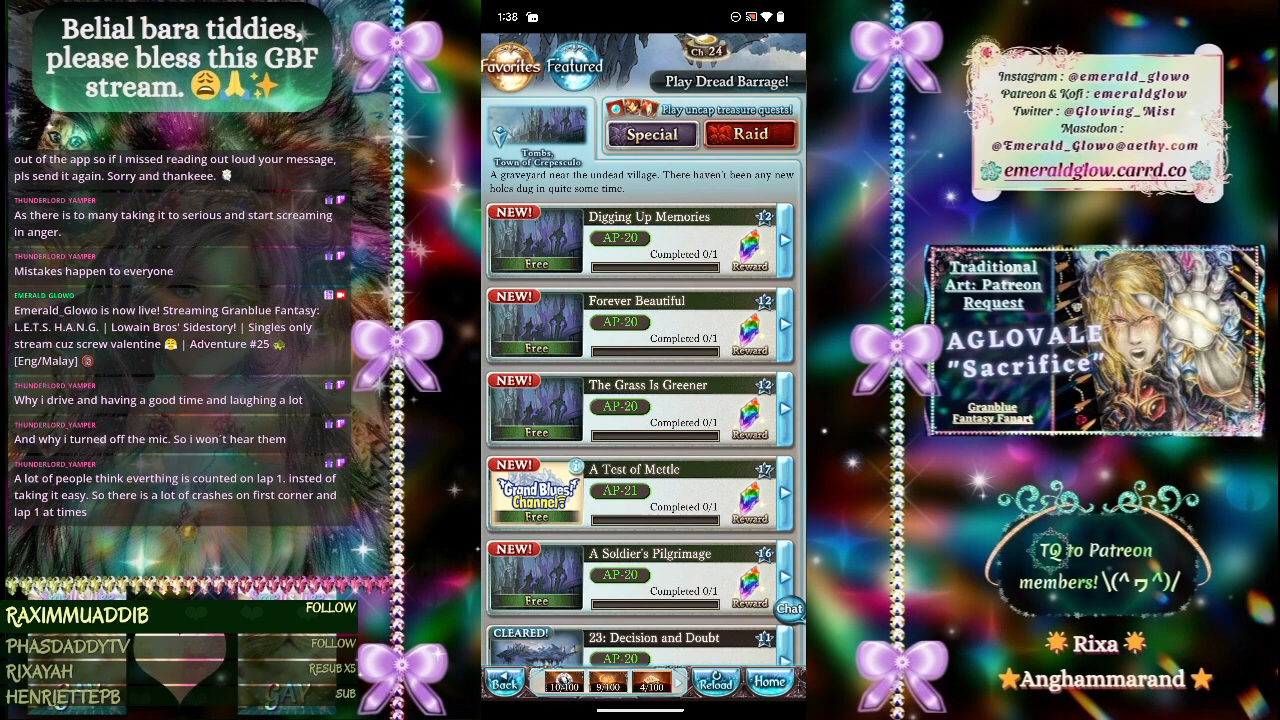 Belial bara tiddies,
please bless this GBF
stream. 😩🙏✨
out of the app so if I missed reading out loud your message,
pls send it again. Sorry and thankeee.
THUNDERLORD_YAMPER
As there is to many taking it to serious and start screaming
in anger.
THUNDERLORD_YAMPER
Mistakes happen to everyone
EMERALD GLOWO
Emerald_Glowo is now live! Streaming Granblue Fantasy:
L.E.T.S. H.A.N.G. | Lowain Bros' Sidestory! | Singles only
stream cuz screw valentine 😤 | Adventure #25 🐢
[Eng/Malay] 🔞
THUNDERLORD_YAMPER
Why i drive and having a good time and laughing a lot
THUNDERLORD_YAMPER
And why i turned off the mic. So i won´t hear them
THUNDERLORD_YAMPER
A lot of people think everthing is counted on lap 1. insted of
taking it easy. So there is a lot of crashes on first corner and
lap 1 at times
RAXIMMUADDIB FOLLOW
PHASDADDYTV FOLLOW
RIXAYAH RESUB X5
HENRIETTEPB SUB
GAY
1:38
Favorites Featured
Ch. 24
Play Dread Barrage!
Play uncap treasure quests!
Special Raid
Tombs,
Town of Crepesculo
A graveyard near the undead village. There haven't been any new
holes dug in quite some time.
NEW! Digging Up Memories 12
AP-20
Completed 0/1
Free Reward
NEW! Forever Beautiful 12
AP-20
Completed 0/1
Free Reward
NEW! The Grass Is Greener 12
AP-20
Completed 0/1
Free Reward
NEW! A Test of Mettle 17
Grand Blues!
Channel
AP-21
Completed 0/1
Free Reward
NEW! A Soldier's Pilgrimage 16
AP-20
Completed 0/1
Free Reward
Chat
CLEARED! 23: Decision and Doubt 11
AP-20
Back 10/100 9/100 4/100 Reload Home
Instagram : @emerald_glowo
Patreon & Kofi : emeraldglow
Twitter : @Glowing_Mist
Mastodon :
@Emerald_Glowo@aethy.com
emeraldglow.carrd.co
Traditional
Art: Patreon
Request
AGLOVALE
"Sacrifice"
Granblue
Fantasy Fanart
TQ to Patreon
members! \(^ヮ^)/
Rixa
Anghammarand